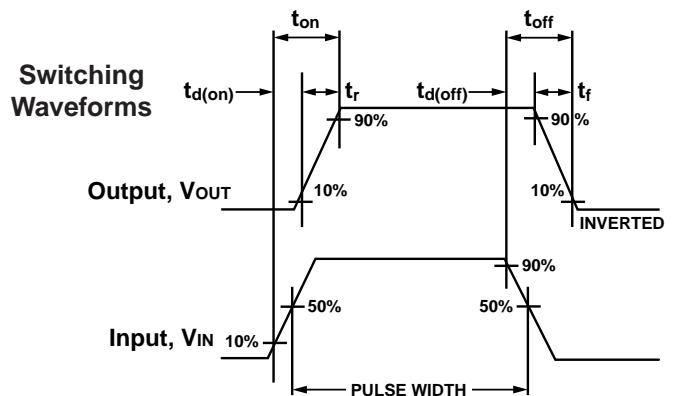 ton
toff
Switching
Waveforms
td(on)
tr
td(off)
tf
90%
90%
Output, VOUT
10%
10%
INVERTED
90%
50%
50%
Input, VIN
10%
PULSE WIDTH